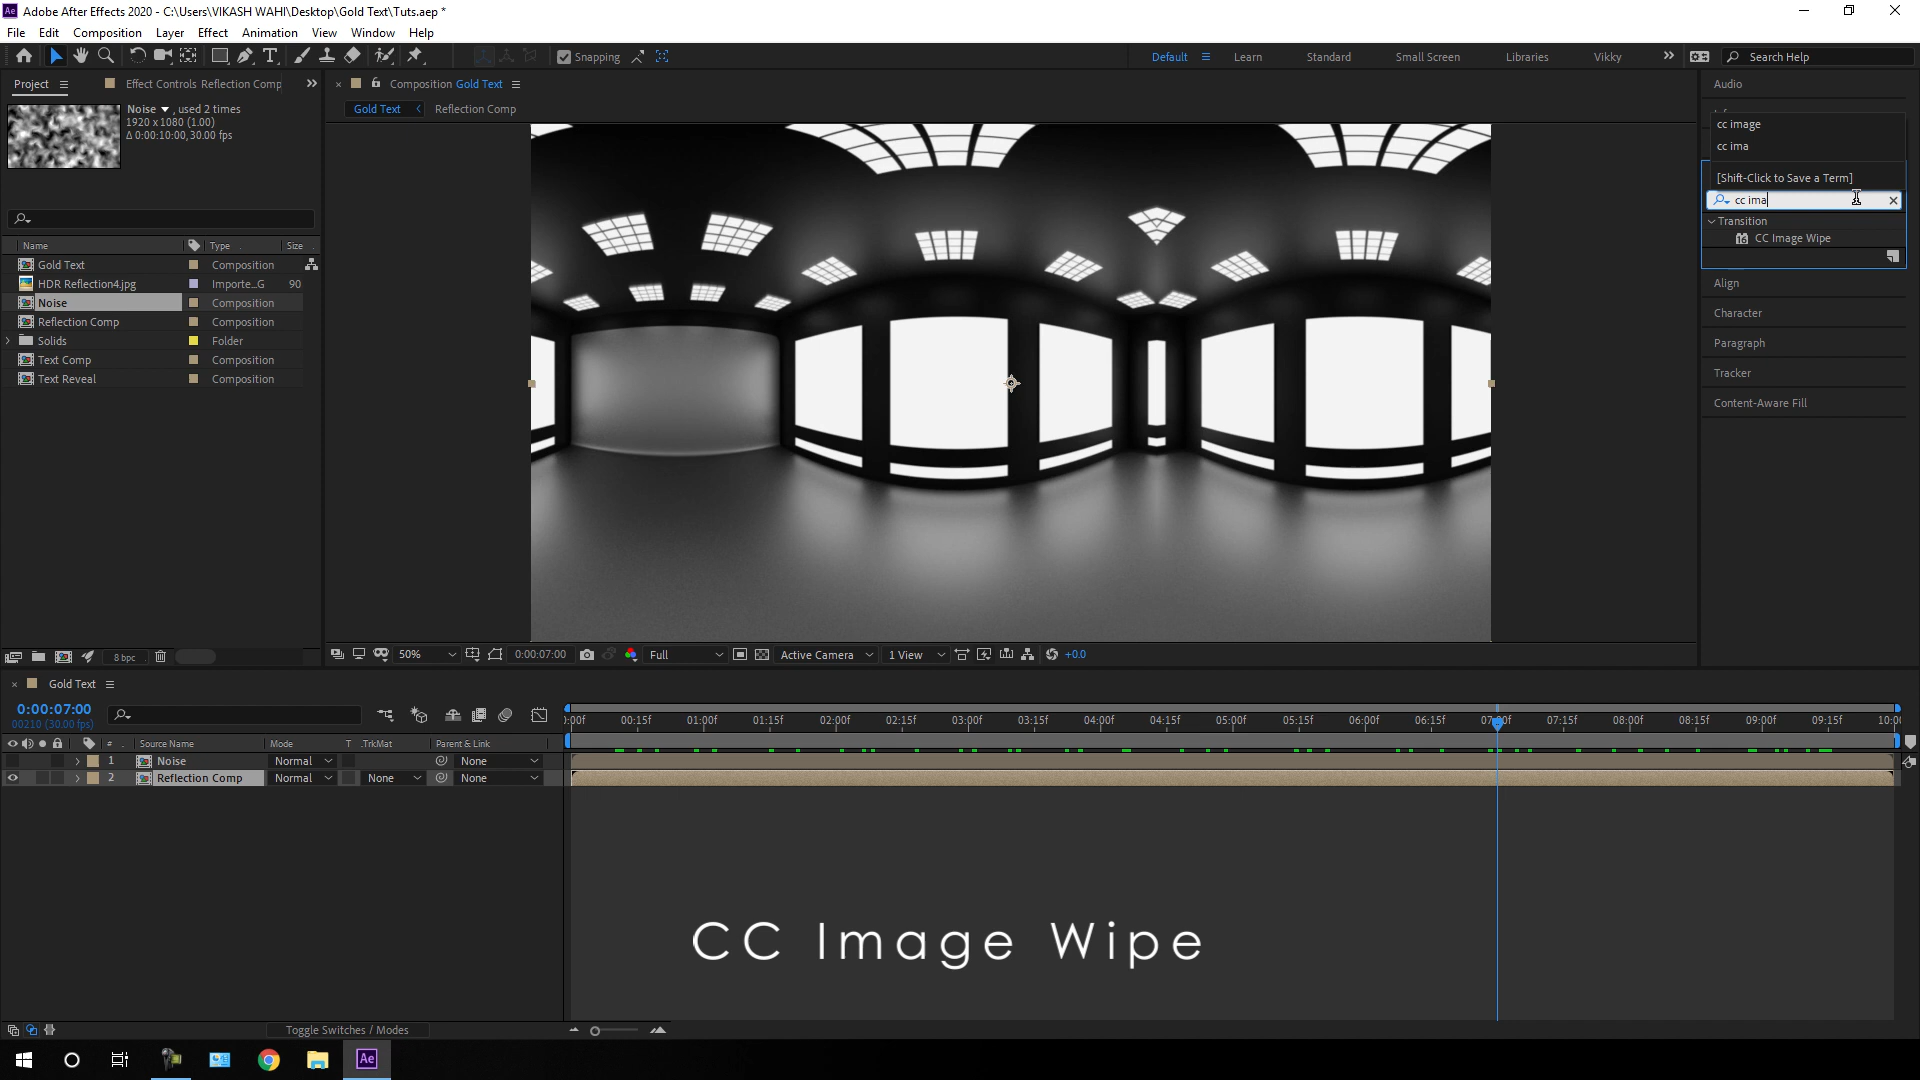 Adobe After Effects 2020 - C:\Users\VIKASH WAHI\Desktop\Gold Text\Tuts.aep *
File Edit Composition Layer Effect Animation View Window Help
Snapping Default Learn Standard Small Screen Libraries Vikky Search Help
Project Effect Controls Reflection Comp
Composition Gold Text
Audio
Noise , used 2 times
1920 x 1080 (1.00)
Δ 0:00:10:00, 30.00 fps
Gold Text Reflection Comp
cc image
cc ima
[Shift-Click to Save a Term]
cc ima
Transition
CC Image Wipe
Align
Character
Paragraph
Tracker
Content-Aware Fill
Name Type Size
Gold Text Composition
HDR Reflection4.jpg Importe...G 90
Noise Composition
Reflection Comp Composition
Solids Folder
Text Comp Composition
Text Reveal Composition
8 bpc
50% 0:00:07:00 Full Active Camera 1 View +0.0
Gold Text
0:00:07:00
00210 (30.00 fps)
:00f 00:15f 01:00f 01:15f 02:00f 02:15f 03:00f 03:15f 04:00f 04:15f 05:00f 05:15f 06:00f 06:15f 07:00f 07:15f 08:00f 08:15f 09:00f 09:15f 10:0
# Source Name Mode T .TrkMat Parent & Link
1 Noise Normal None
2 Reflection Comp Normal None None
CC Image Wipe
Toggle Switches / Modes
Ae